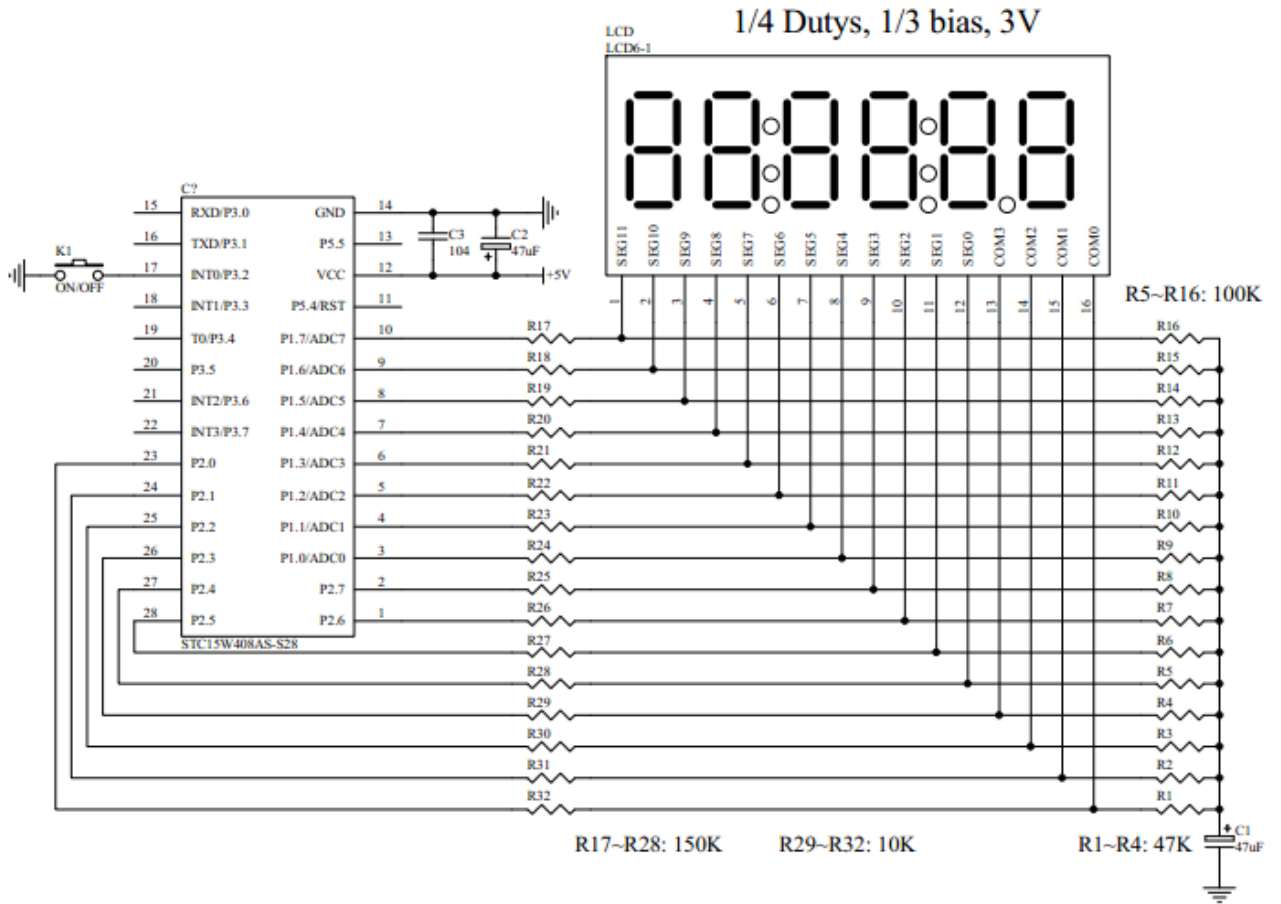 1/4 Dutys, 1/3 bias, 3V
LCD
LCD6-1
SEG11
SEG10
SEG9
SEG8
SEG7
SEG6
SEG5
SEG4
SEG3
SEG2
SEG1
SEG0
COM3
COM2
COM1
COM0
1
2
3
4
5
6
7
8
9
10
11
12
13
14
15
16
R5~R16: 100K
C?
15 RXD/P3.0 GND 14
16 TXD/P3.1 P5.5 13
17 INT0/P3.2 VCC 12
18 INT1/P3.3 P5.4/RST 11
19 T0/P3.4 P1.7/ADC7 10
20 P3.5 P1.6/ADC6 9
21 INT2/P3.6 P1.5/ADC5 8
22 INT3/P3.7 P1.4/ADC4 7
23 P2.0 P1.3/ADC3 6
24 P2.1 P1.2/ADC2 5
25 P2.2 P1.1/ADC1 4
26 P2.3 P1.0/ADC0 3
27 P2.4 P2.7 2
28 P2.5 P2.6 1
STC15W408AS-S28
K1
ON/OFF
C3
104
C2
47uF
+
+5V
R17 R16
R18 R15
R19 R14
R20 R13
R21 R12
R22 R11
R23 R10
R24 R9
R25 R8
R26 R7
R27 R6
R28 R5
R29 R4
R30 R3
R31 R2
R32 R1
R17~R28: 150K R29~R32: 10K R1~R4: 47K
+ C1
47uF